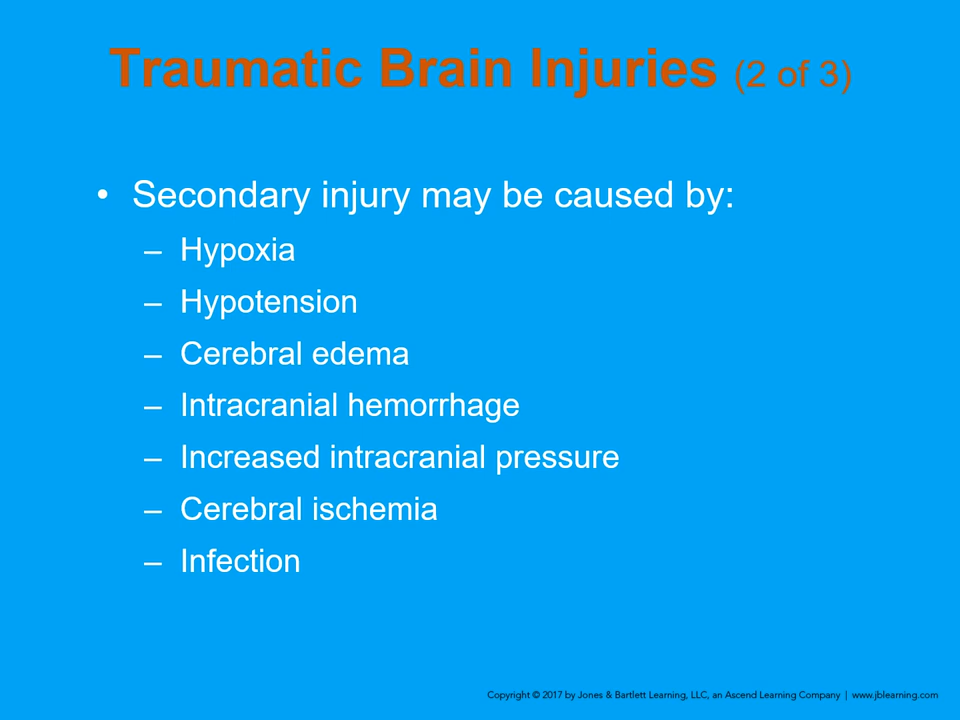 Traumatic Brain Injuries (2 of 3)
• Secondary injury may be caused by:
– Hypoxia
– Hypotension
– Cerebral edema
– Intracranial hemorrhage
– Increased intracranial pressure
– Cerebral ischemia
– Infection
Copyright © 2017 by Jones & Bartlett Learning, LLC, an Ascend Learning Company | www.jblearning.com